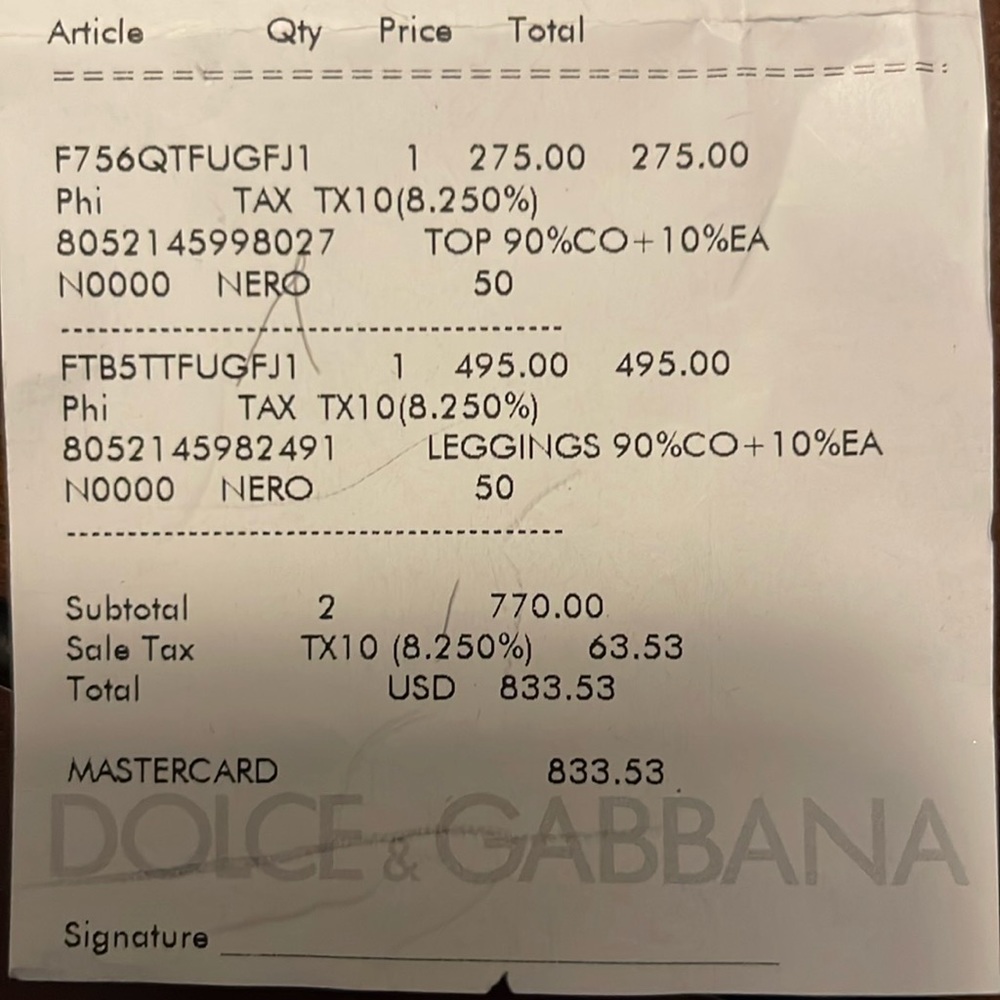 Article Qty Price Total
==============================:
F756QTFUGFJ1 1 275.00 275.00
Phi TAX TX10(8.250%)
8052145998027 TOP 90%CO+10%EA
N0000 NERO 50
--------------------------------------
FTB5TTFUGFJ1 1 495.00 495.00
Phi TAX TX10(8.250%)
8052145982491 LEGGINGS 90%CO+10%EA
N0000 NERO 50
--------------------------------------
Subtotal 2 770.00
Sale Tax TX10 (8.250%) 63.53
Total USD 833.53
MASTERCARD 833.53
DOLCE & GABBANA
Signature